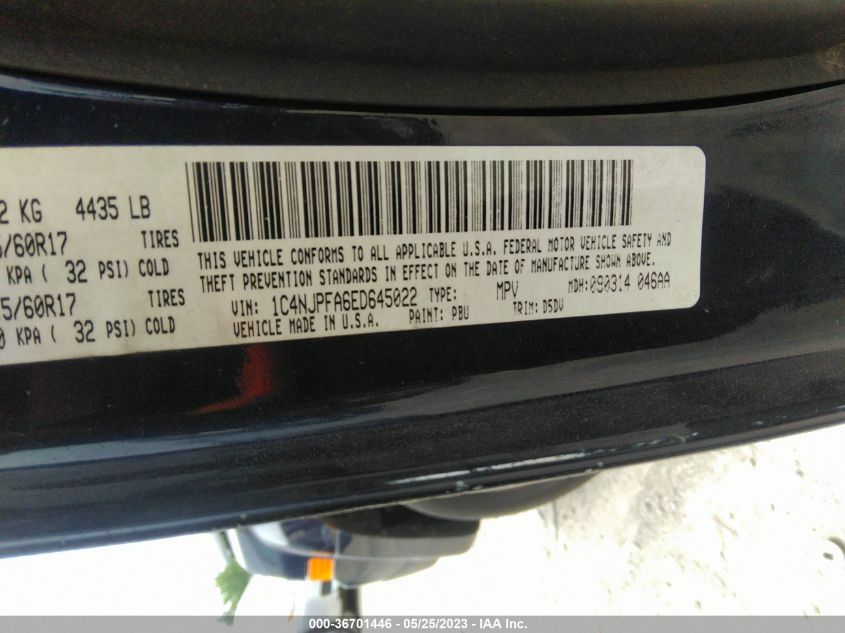 2 KG 4435 LB
5/60R17 TIRES
KPA ( 32 PSI) COLD
5/60R17 TIRES
0 KPA ( 32 PSI) COLD
THIS VEHICLE CONFORMS TO ALL APPLICABLE U.S.A. FEDERAL MOTOR VEHICLE SAFETY AND
THEFT PREVENTION STANDARDS IN EFFECT ON THE DATE OF MANUFACTURE SHOWN ABOVE.
VIN: 1C4NJPFA6ED645022 TYPE: MPV MDH:090314 046AA
VEHICLE MADE IN U.S.A. PAINT: PBU TRIM: D5DV
000-36701446 - 05/25/2023 - IAA Inc.